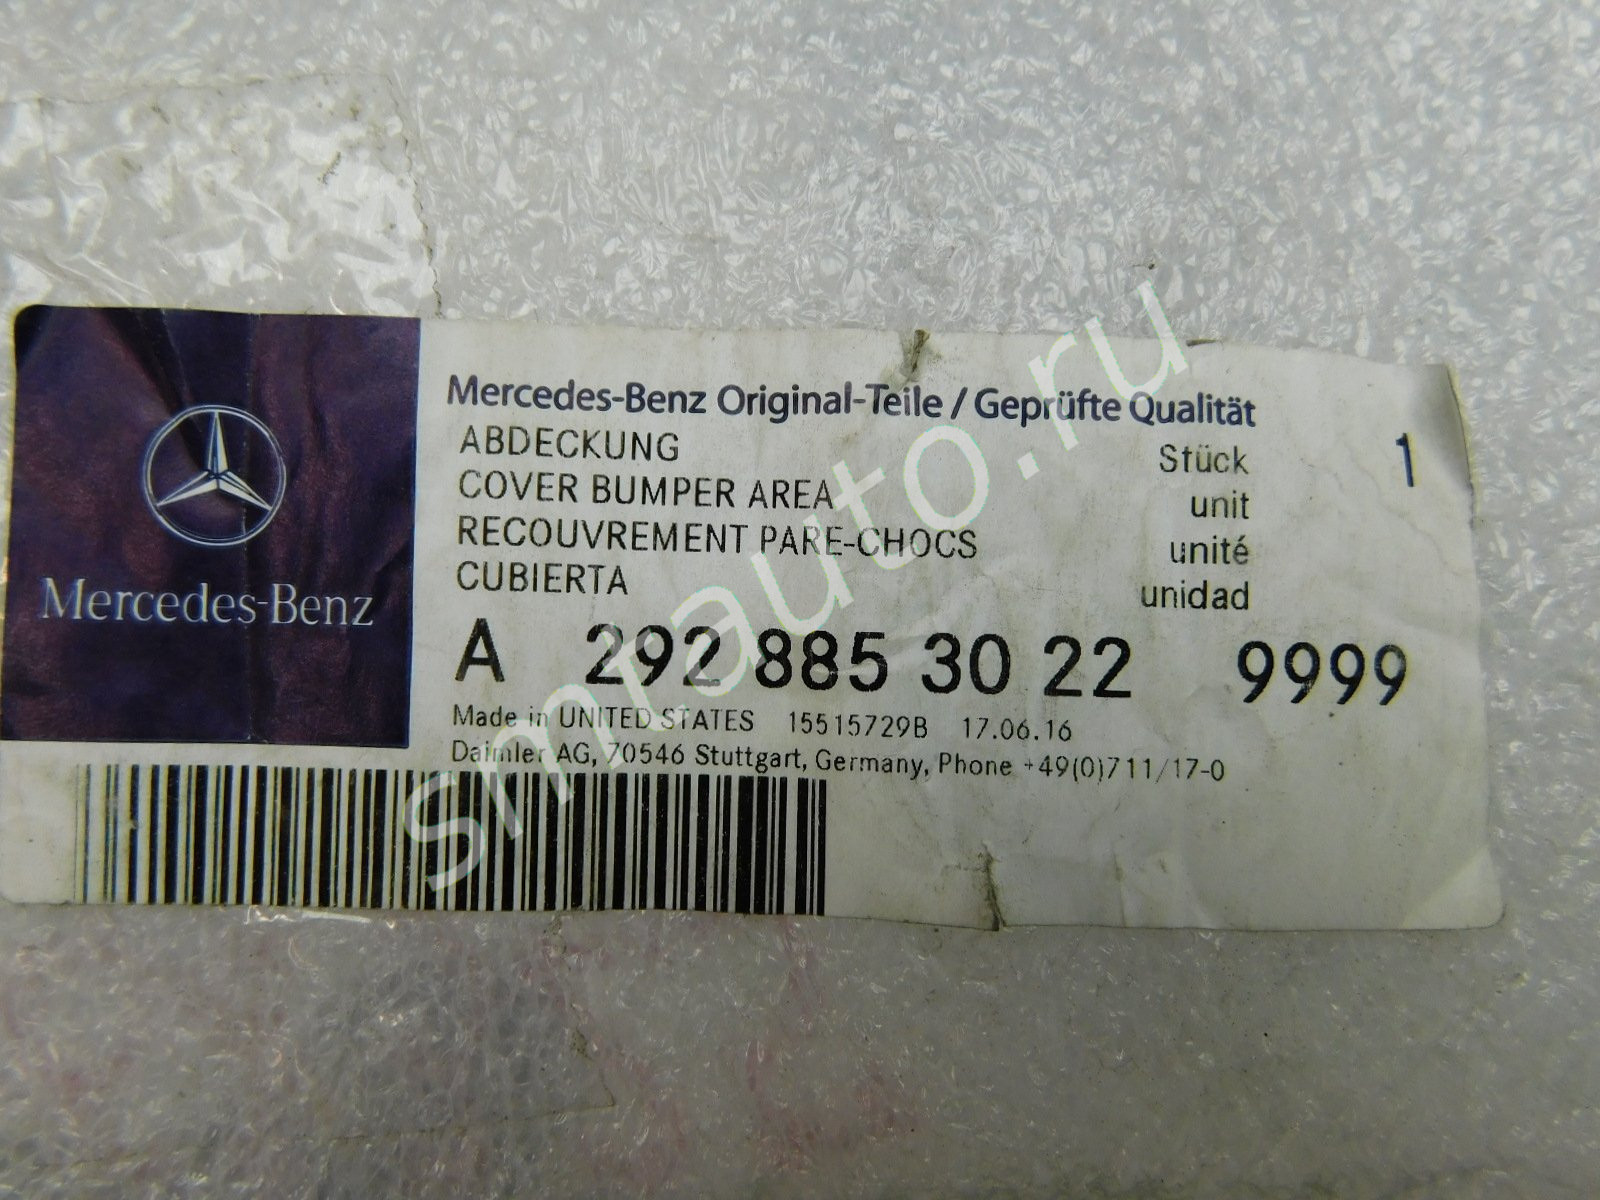 Mercedes-Benz
Mercedes-Benz Original-Teile / Geprüfte Qualität
ABDECKUNG Stück 1
COVER BUMPER AREA unit
RECOUVREMENT PARE-CHOCS unité
CUBIERTA unidad
A 292 885 30 22 9999
Made in UNITED STATES 15515729B 17.06.16
Daimler AG, 70546 Stuttgart, Germany, Phone +49(0)711/17-0
smtauto.ru